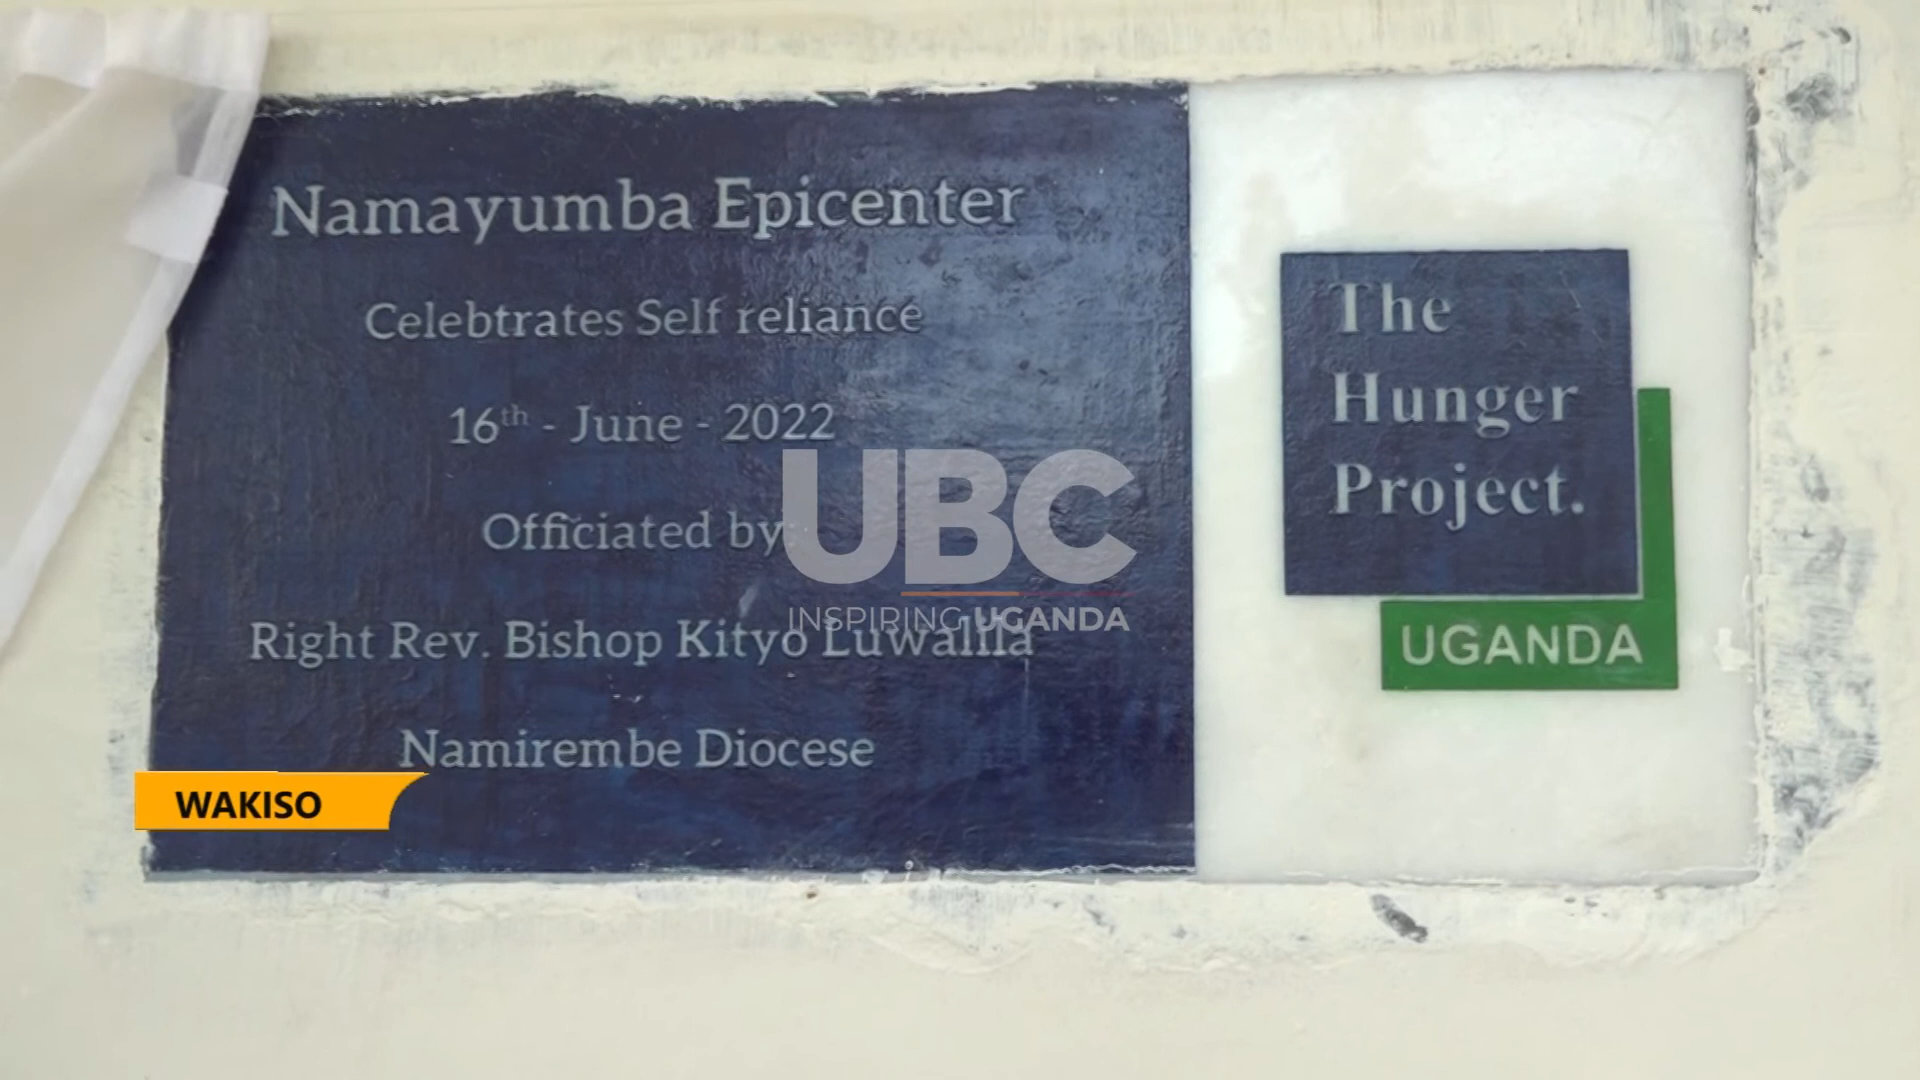 Namayumba Epicenter
Celebtrates Self reliance
16th - June - 2022
Officiated by:
Right Rev. Bishop Kityo Luwalila
Namirembe Diocese
The
Hunger
Project.
UGANDA
UBC
INSPIRING UGANDA
WAKISO